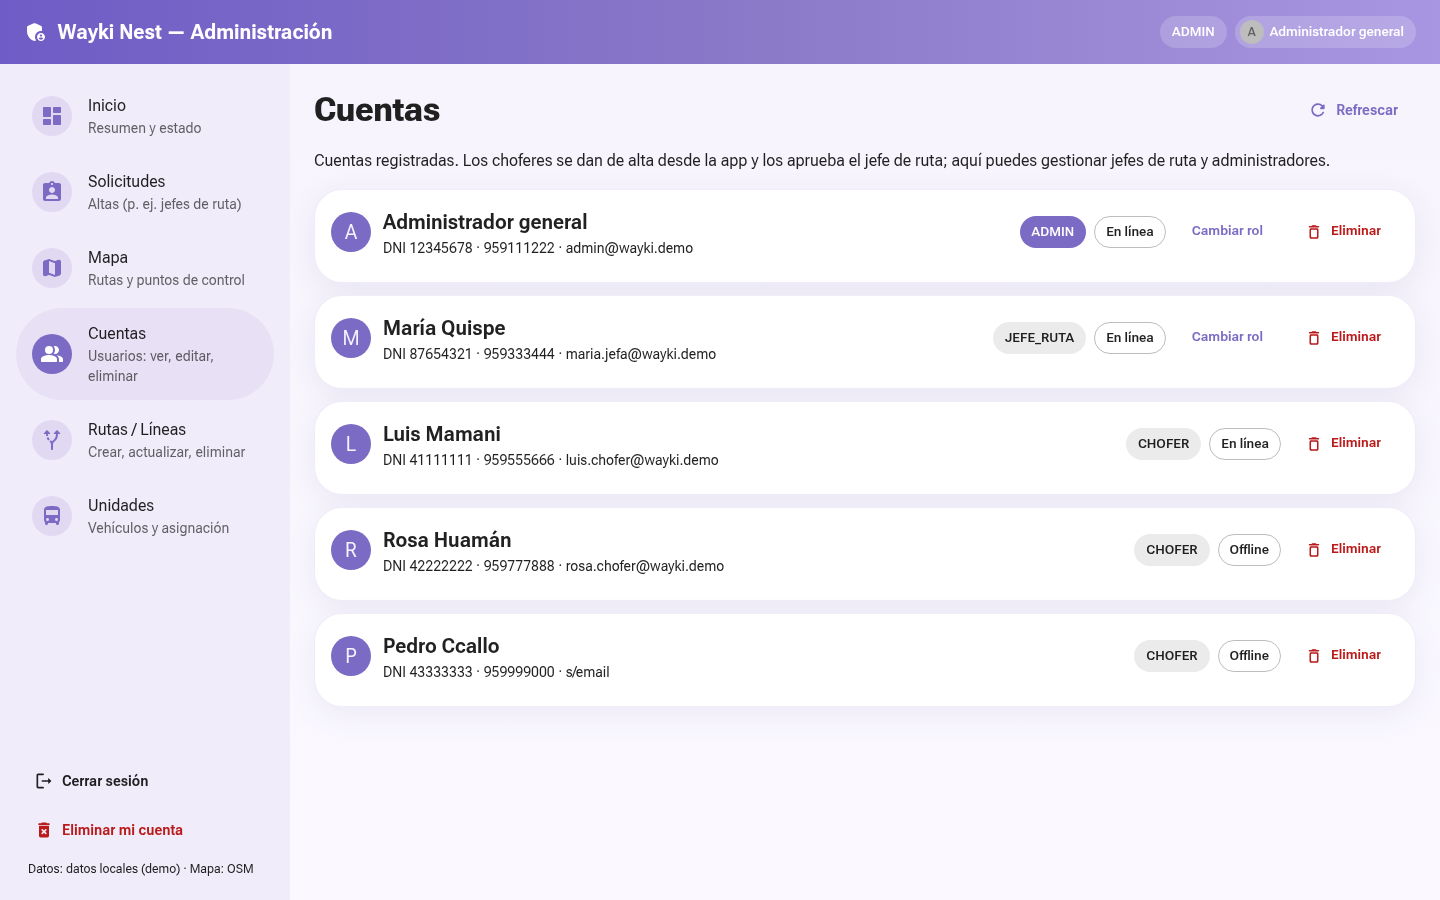 Wayki Nest — Administración
ADMIN
A
Administrador general
Inicio
Resumen y estado
Solicitudes
Altas (p. ej. jefes de ruta)
Mapa
Rutas y puntos de control
Cuentas
Usuarios: ver, editar,
eliminar
Rutas / Líneas
Crear, actualizar, eliminar
Unidades
Vehículos y asignación
Cerrar sesión
Eliminar mi cuenta
Datos: datos locales (demo) · Mapa: OSM
Cuentas
Refrescar
Cuentas registradas. Los choferes se dan de alta desde la app y los aprueba el jefe de ruta; aquí puedes gestionar jefes de ruta y administradores.
A
Administrador general
DNI 12345678 · 959111222 · admin@wayki.demo
ADMIN
En línea
Cambiar rol
Eliminar
M
María Quispe
DNI 87654321 · 959333444 · maria.jefa@wayki.demo
JEFE_RUTA
En línea
Cambiar rol
Eliminar
L
Luis Mamani
DNI 41111111 · 959555666 · luis.chofer@wayki.demo
CHOFER
En línea
Eliminar
R
Rosa Huamán
DNI 42222222 · 959777888 · rosa.chofer@wayki.demo
CHOFER
Offline
Eliminar
P
Pedro Ccallo
DNI 43333333 · 959999000 · s/email
CHOFER
Offline
Eliminar